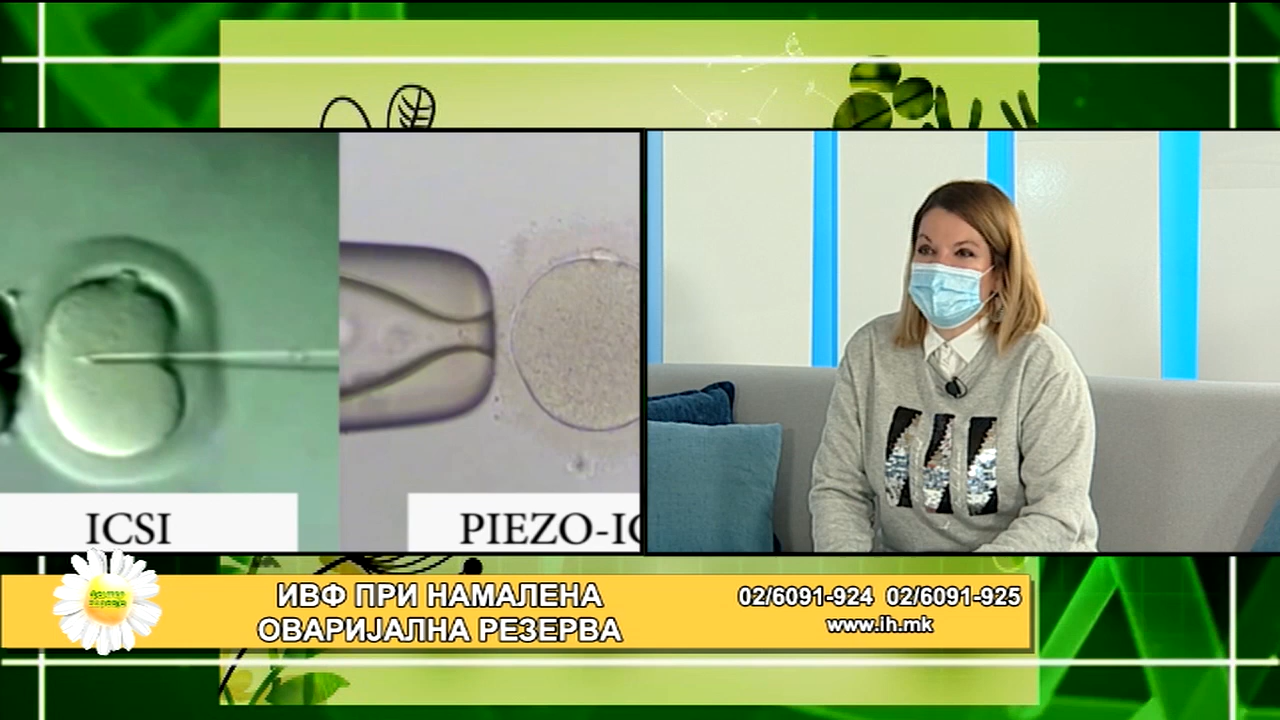 ICSI
PIEZO-IC
ИВФ ПРИ НАМАЛЕНА
ОВАРИЈАЛНА РЕЗЕРВА
02/6091-924 02/6091-925
www.ih.mk